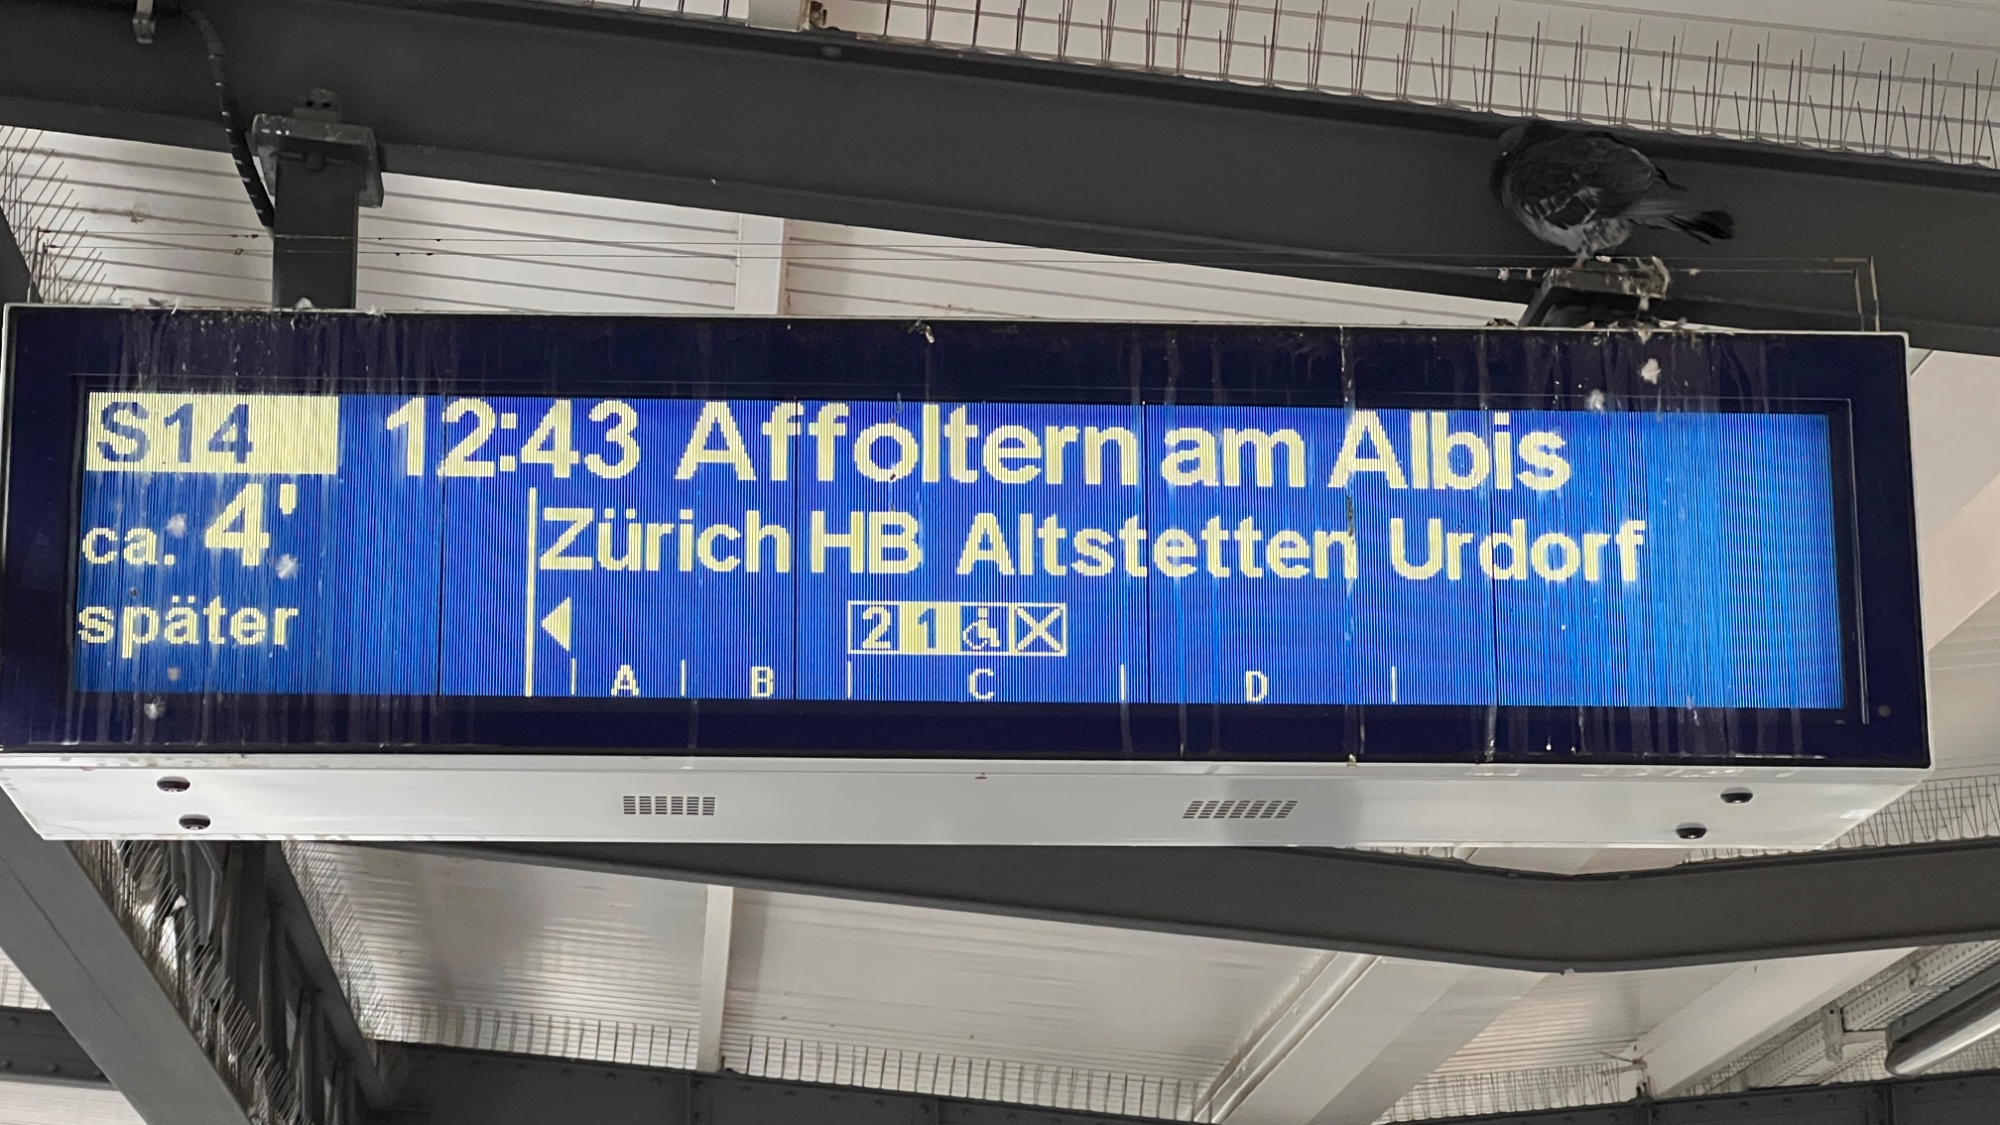 S14 12:43 Affoltern am Albis
ca. 4' Zürich HB Altstetten Urdorf
später
2 1
A B C D